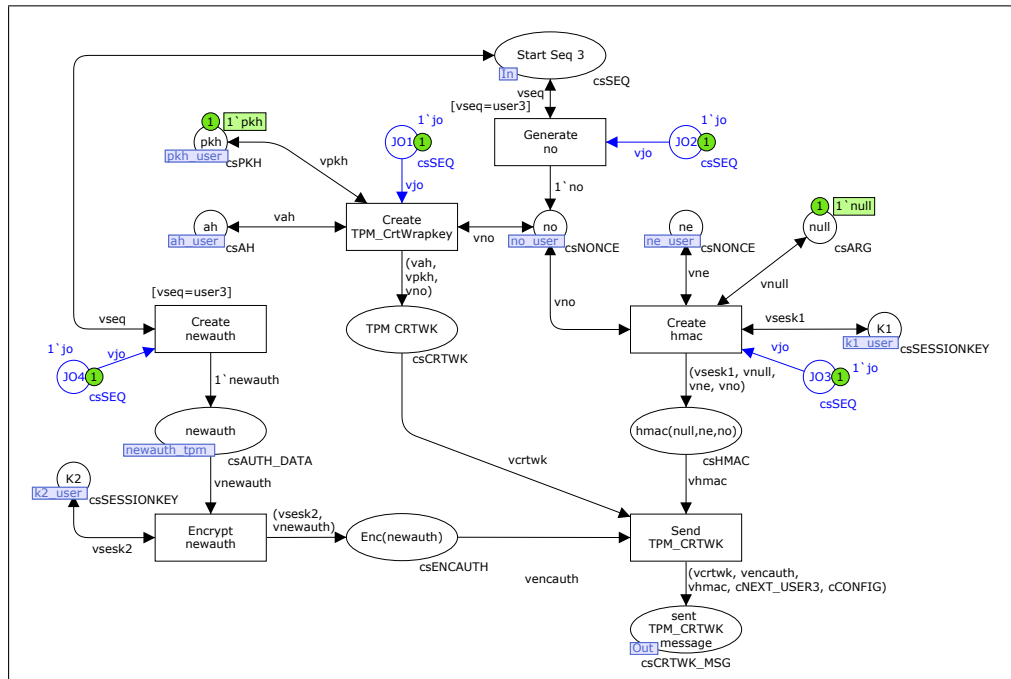 Start Seq 3
In
csSEQ
vseq
[vseq=user3]
1`jo
Generate
no
vjo
JO2
1
csSEQ
1
1`pkh
pkh
pkh_user
csPKH
vpkh
1`jo
JO1
1
csSEQ
vjo
1`no
1
1`null
null
csARG
ah
ah_user
csAH
vah
Create
TPM_CrtWrapkey
vno
no
no_user
csNONCE
ne
ne_user
csNONCE
vne
vnull
(vah,
vpkh,
vno)
vno
[vseq=user3]
vseq
Create
newauth
TPM CRTWK
csCRTWK
Create
hmac
vsesk1
K1
k1_user
csSESSIONKEY
1`jo
vjo
JO4
1
csSEQ
vjo
1`jo
JO3
1
csSEQ
1`newauth
(vsesk1, vnull,
vne, vno)
newauth
newauth_tpm
csAUTH_DATA
hmac(null,ne,no)
csHMAC
vcrtwk
vhmac
K2
k2_user
csSESSIONKEY
vnewauth
vsesk2
Encrypt
newauth
(vsesk2,
vnewauth)
Enc(newauth)
csENCAUTH
vencauth
Send
TPM_CRTWK
(vcrtwk, vencauth,
vhmac, cNEXT_USER3, cCONFIG)
sent
TPM_CRTWK
message
Out
csCRTWK_MSG